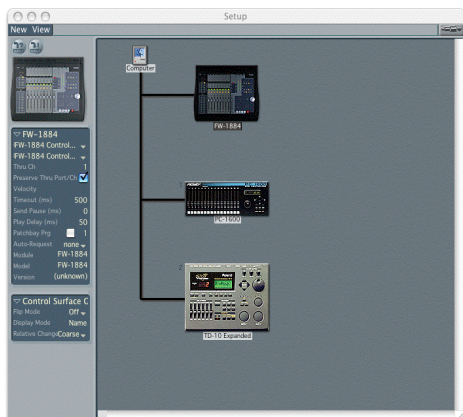 Setup
New View
FW-1884
FW-1884 Control...
FW-1884 Control...
Thru Ch 1
Preserve Thru Port/Ch
Velocity
Timeout (ms) 500
Send Pause (ms) 0
Play Delay (ms) 50
Patchbay Prg 1
Auto-Request none
Module FW-1884
Model FW-1884
Version (unknown)
Control Surface C
Flip Mode Off
Display Mode Name
Relative Change Coarse
Computer
FW-1884
PC-1600
Roland
TD-10 Expanded